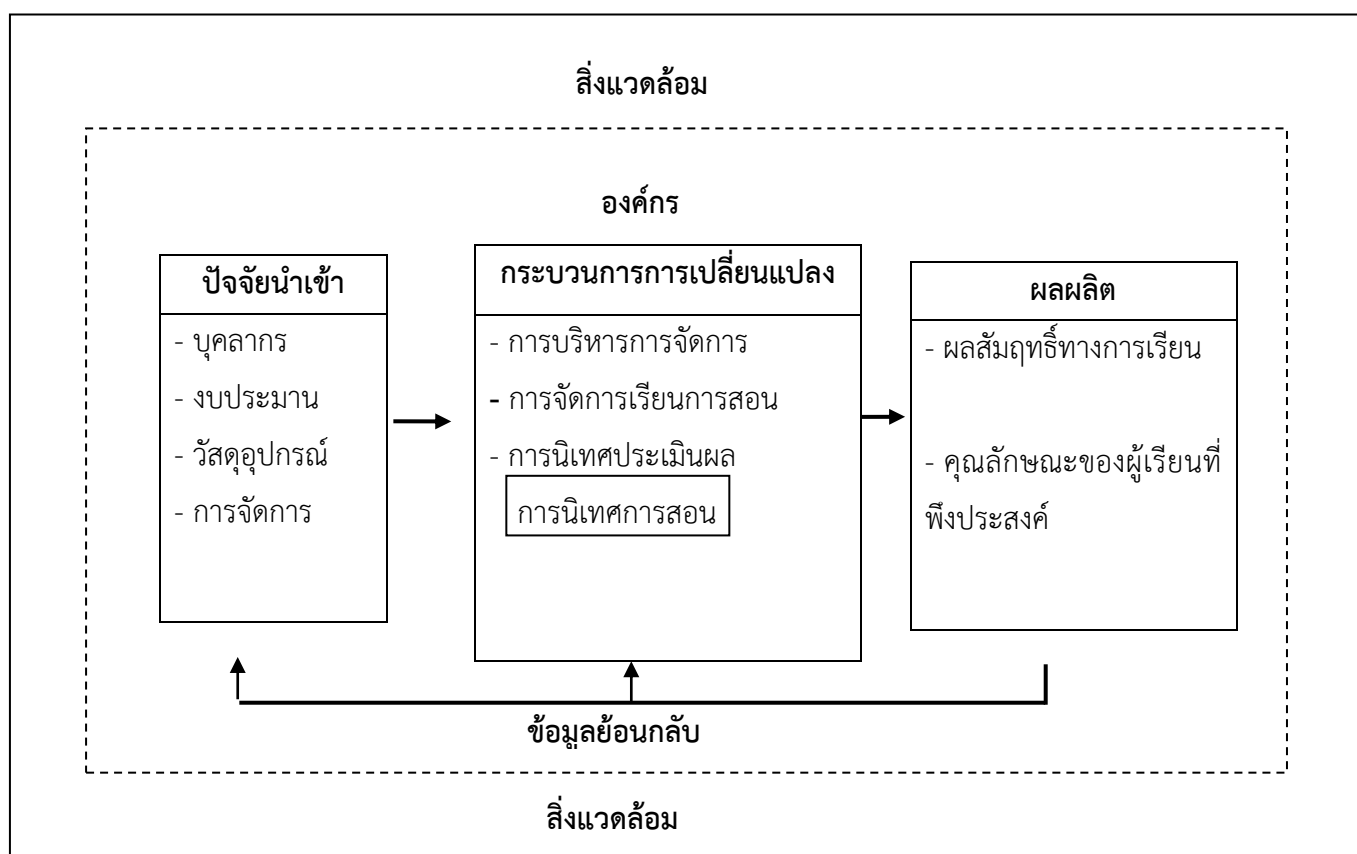 สิ่งแวดล้อม
องค์กร
ปัจจัยนำเข้า
- บุคลากร
- งบประมาน
- วัสดุอุปกรณ์
- การจัดการ
กระบวนการการเปลี่ยนแปลง
- การบริหารการจัดการ
- การจัดการเรียนการสอน
- การนิเทศประเมินผล
การนิเทศการสอน
ผลผลิต
- ผลสัมฤทธิ์ทางการเรียน
- คุณลักษณะของผู้เรียนที่
พึงประสงค์
ข้อมูลย้อนกลับ
สิ่งแวดล้อม